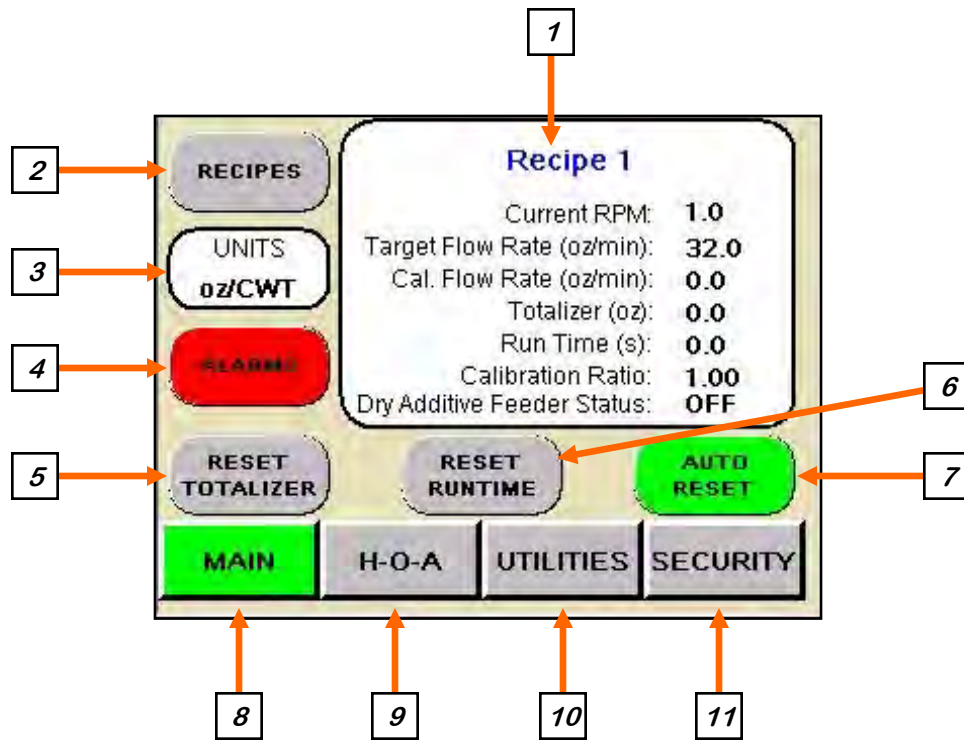 1
Recipe 1
2
RECIPES
Current RPM: 1.0
3
UNITS
oz/CWT
Target Flow Rate (oz/min): 32.0
Cal. Flow Rate (oz/min): 0.0
Totalizer (oz): 0.0
Run Time (s): 0.0
4
ALARMS
Calibration Ratio: 1.00
Dry Additive Feeder Status: OFF
6
5
RESET
TOTALIZER
RESET
RUNTIME
AUTO
RESET
7
MAIN H-O-A UTILITIES SECURITY
8 9 10 11